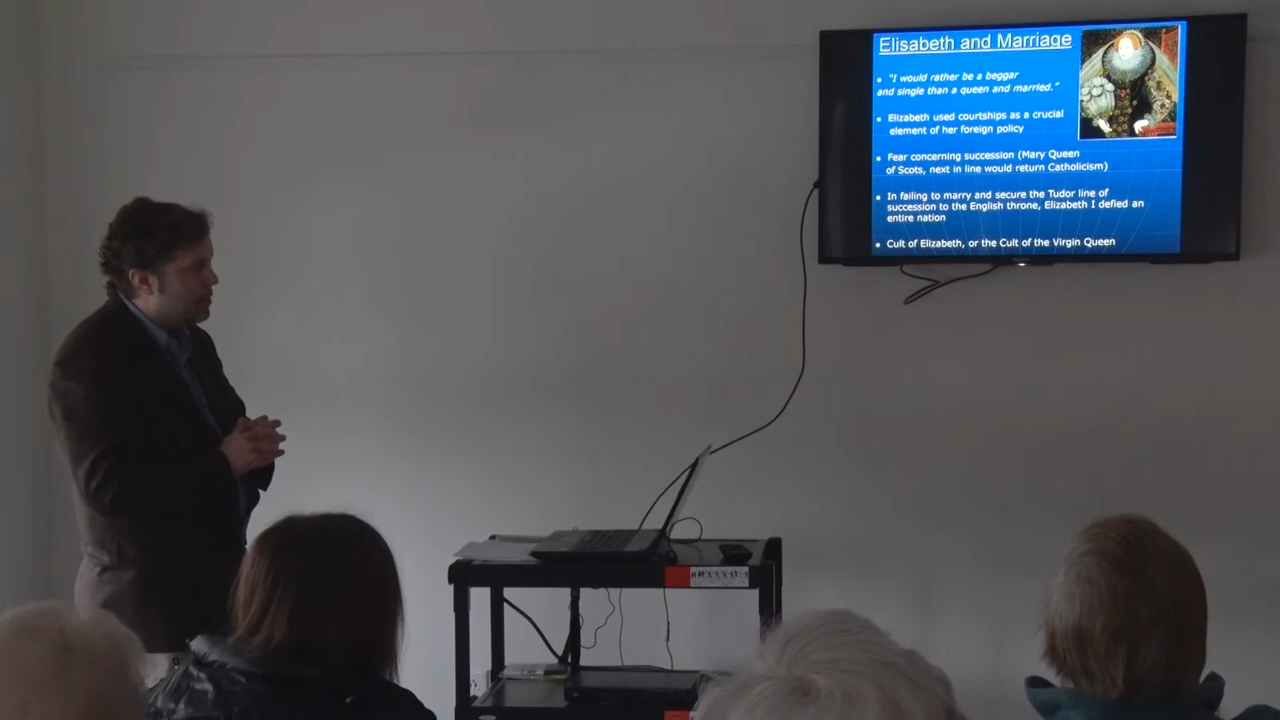 Elisabeth and Marriage
"I would rather be a beggar
and single than a queen and married."
Elizabeth used courtships as a crucial
element of her foreign policy
Fear concerning succession (Mary Queen
of Scots, next in line would return Catholicism)
In failing to marry and secure the Tudor line of
succession to the English throne, Elizabeth I defied an
entire nation
Cult of Elizabeth, or the Cult of the Virgin Queen